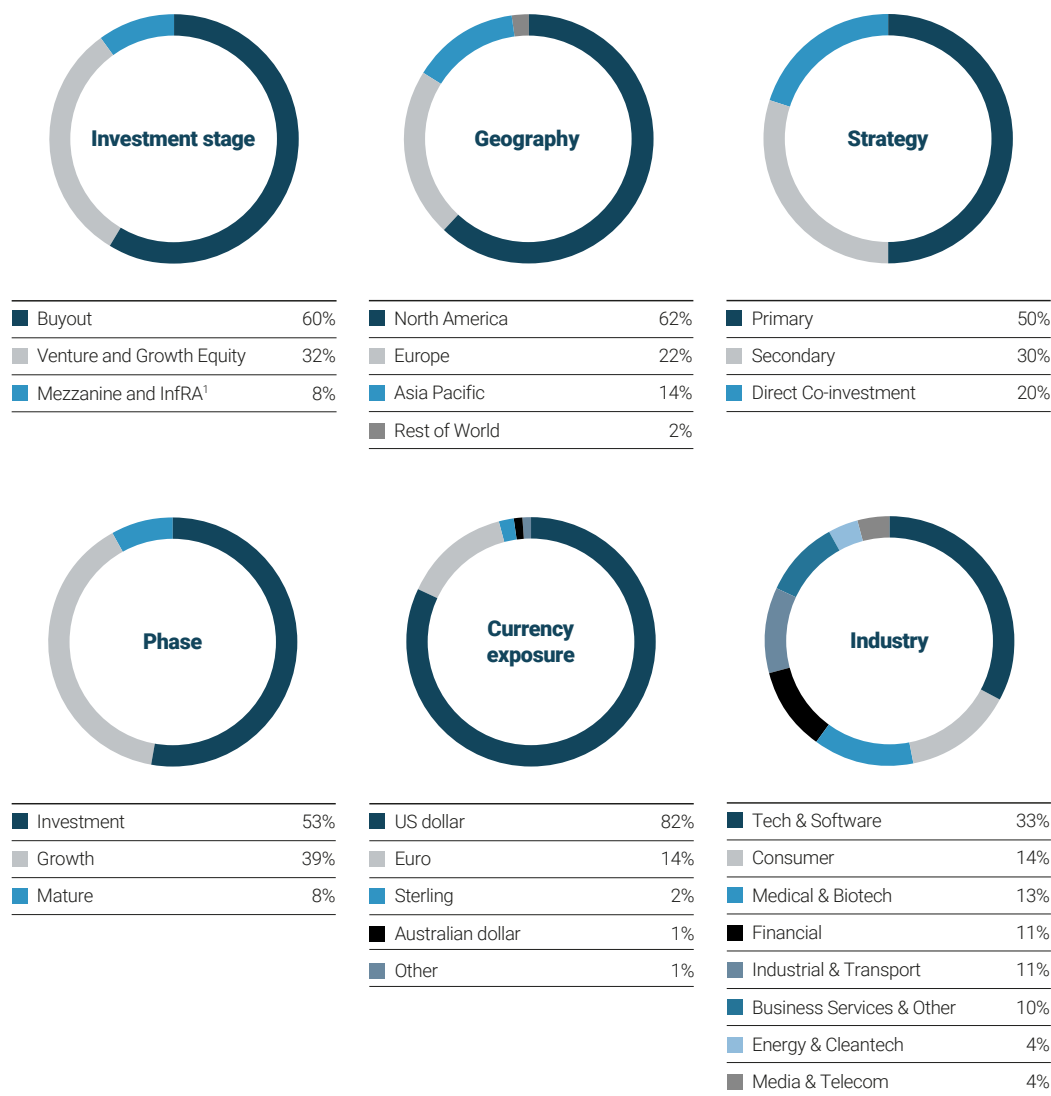 Investment stage
Buyout 60%
Venture and Growth Equity 32%
Mezzanine and InfRA¹ 8%
Geography
North America 62%
Europe 22%
Asia Pacific 14%
Rest of World 2%
Strategy
Primary 50%
Secondary 30%
Direct Co-investment 20%
Phase
Investment 53%
Growth 39%
Mature 8%
Currency
exposure
US dollar 82%
Euro 14%
Sterling 2%
Australian dollar 1%
Other 1%
Industry
Tech & Software 33%
Consumer 14%
Medical & Biotech 13%
Financial 11%
Industrial & Transport 11%
Business Services & Other 10%
Energy & Cleantech 4%
Media & Telecom 4%